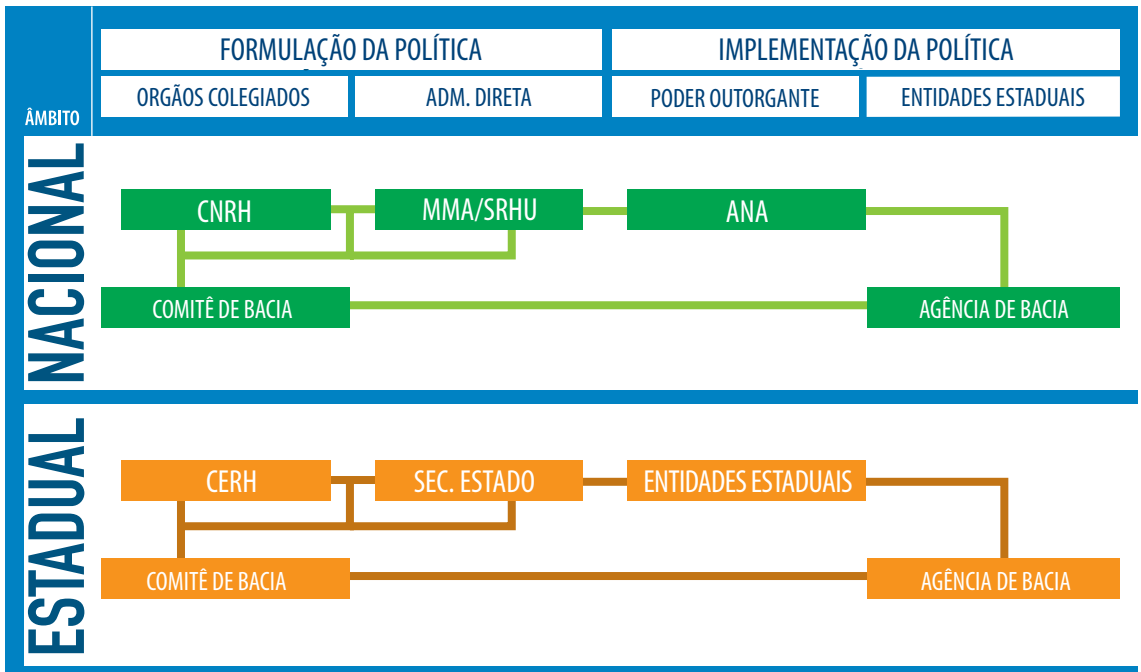 FORMULAÇÃO DA POLÍTICA
IMPLEMENTAÇÃO DA POLÍTICA
ÂMBITO
ORGÃOS COLEGIADOS
ADM. DIRETA
PODER OUTORGANTE
ENTIDADES ESTADUAIS
NACIONAL
CNRH
MMA/SRHU
ANA
COMITÊ DE BACIA
AGÊNCIA DE BACIA
ESTADUAL
CERH
SEC. ESTADO
ENTIDADES ESTADUAIS
COMITÊ DE BACIA
AGÊNCIA DE BACIA